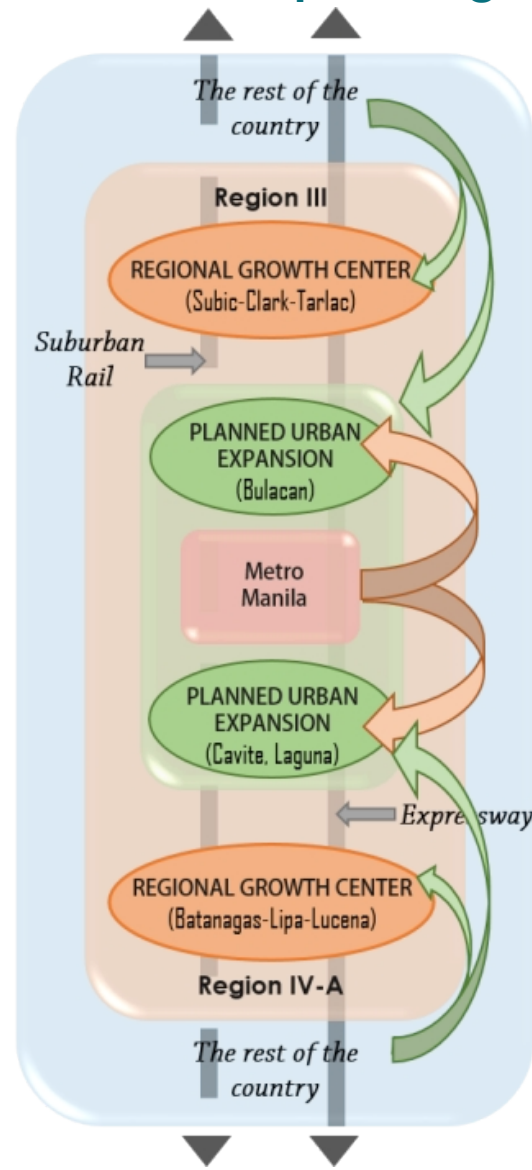 The rest of the
country
Region III
REGIONAL GROWTH CENTER
(Subic-Clark-Tarlac)
Suburban
Rail
PLANNED URBAN
EXPANSION
(Bulacan)
Metro
Manila
PLANNED URBAN
EXPANSION
(Cavite, Laguna)
Expressway
REGIONAL GROWTH CENTER
(Batanagas-Lipa-Lucena)
Region IV-A
The rest of the
country